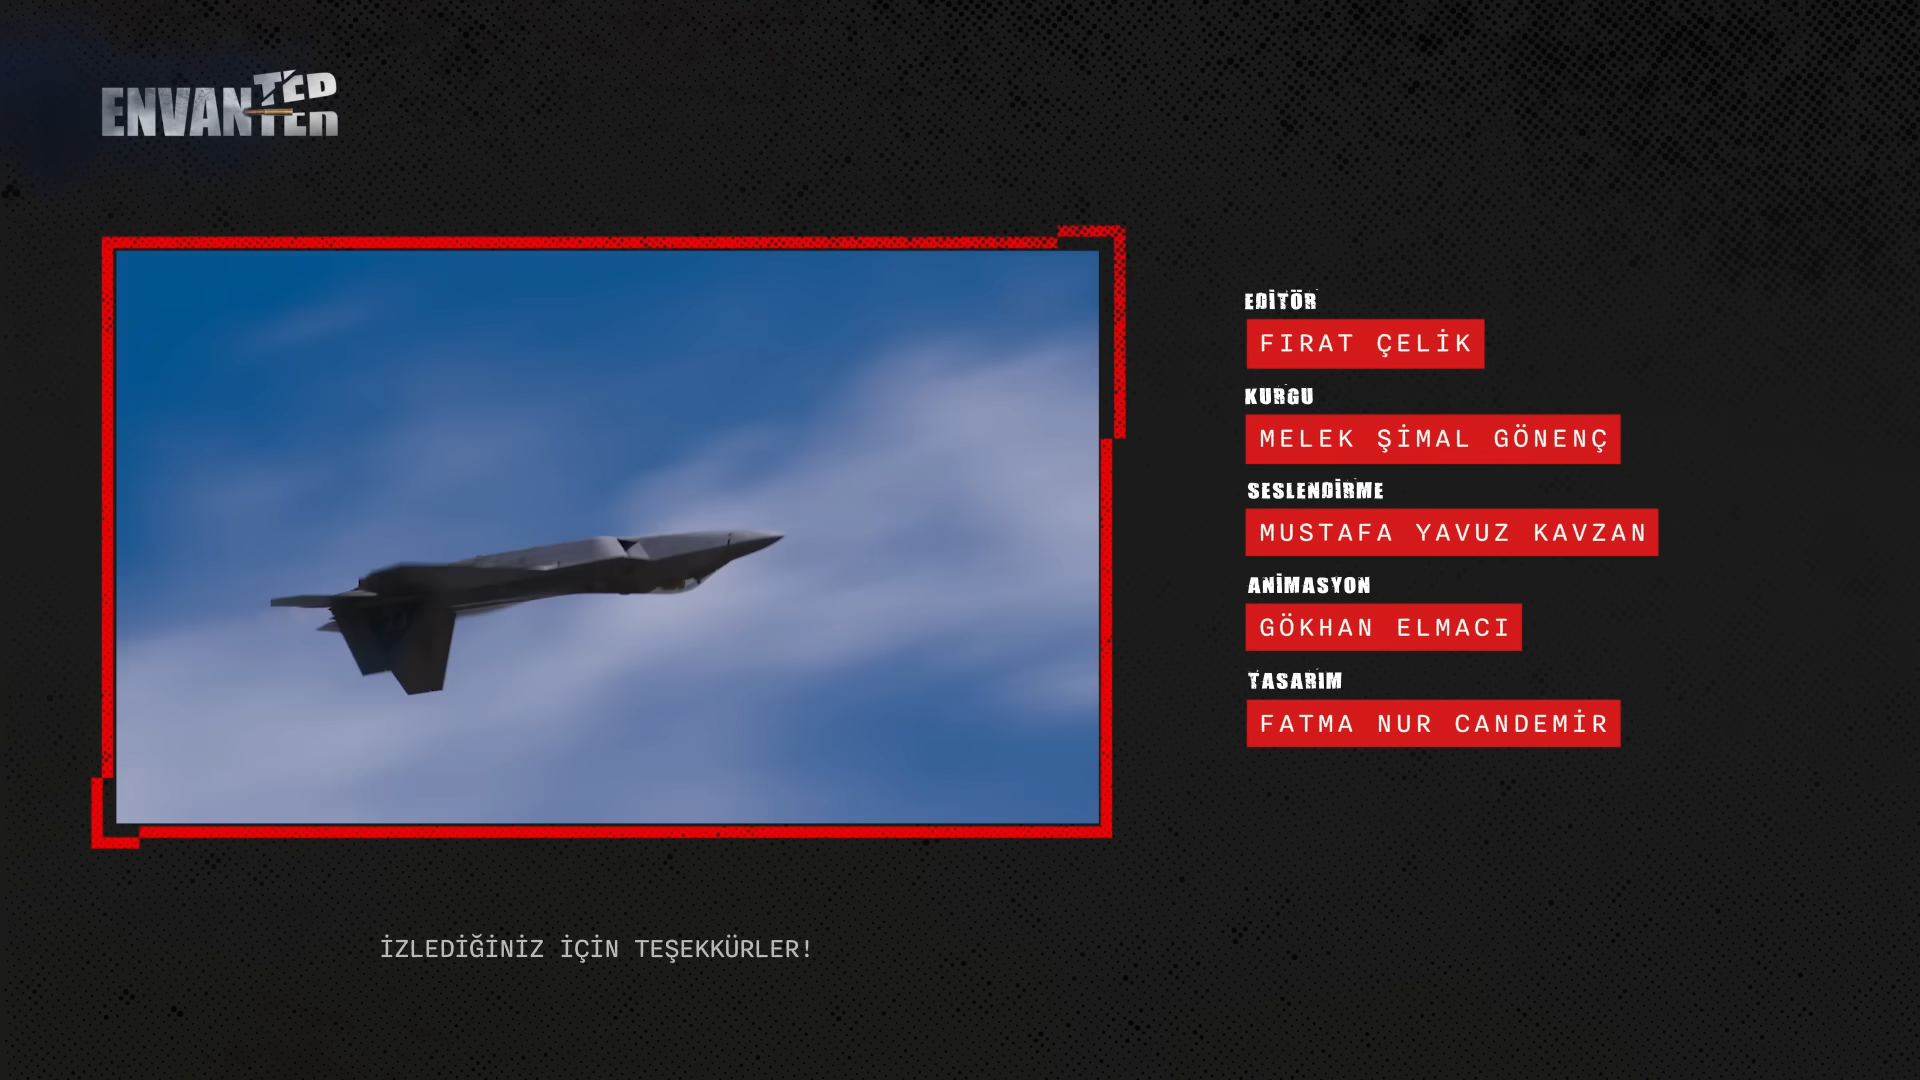 ENVANTER
EDİTÖR
FIRAT ÇELİK
KURGU
MELEK ŞİMAL GÖNENÇ
SESLENDİRME
MUSTAFA YAVUZ KAVZAN
ANİMASYON
GÖKHAN ELMACI
TASARIM
FATMA NUR CANDEMİR
İZLEDİĞİNİZ İÇİN TEŞEKKÜRLER!